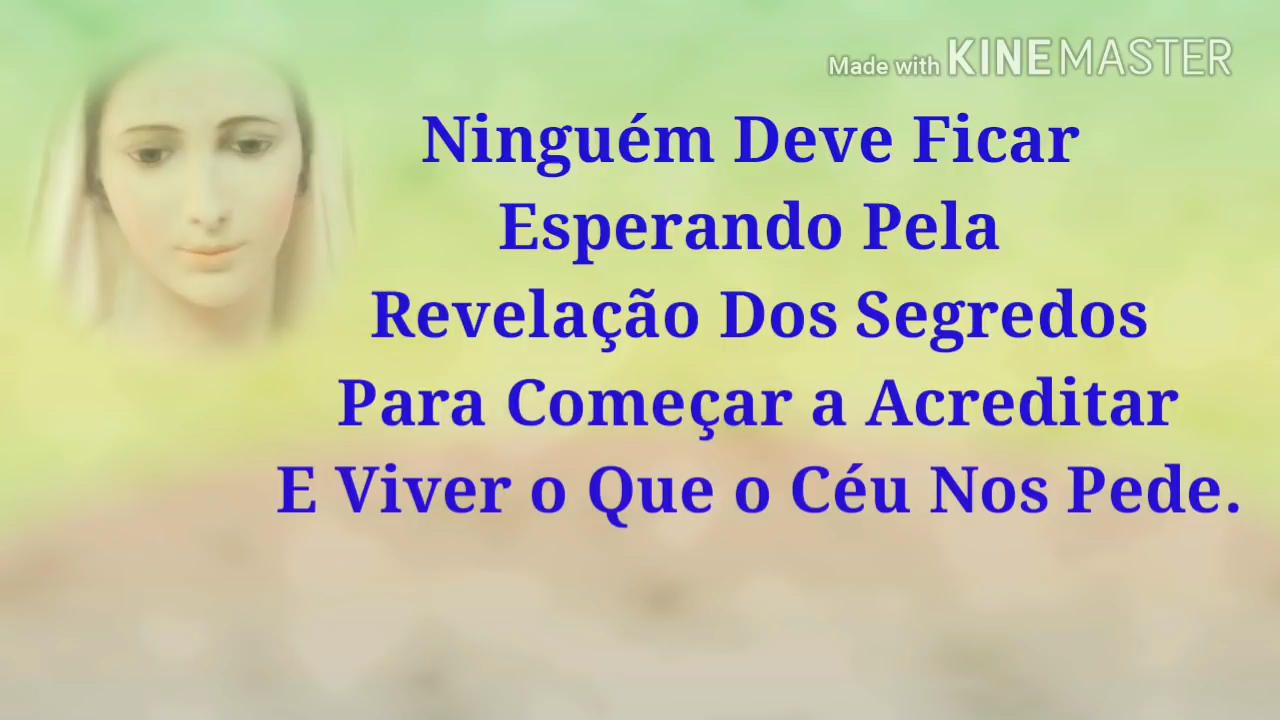 Made with KINEMASTER
Ninguém Deve Ficar
Esperando Pela
Revelação Dos Segredos
Para Começar a Acreditar
E Viver o Que o Céu Nos Pede.